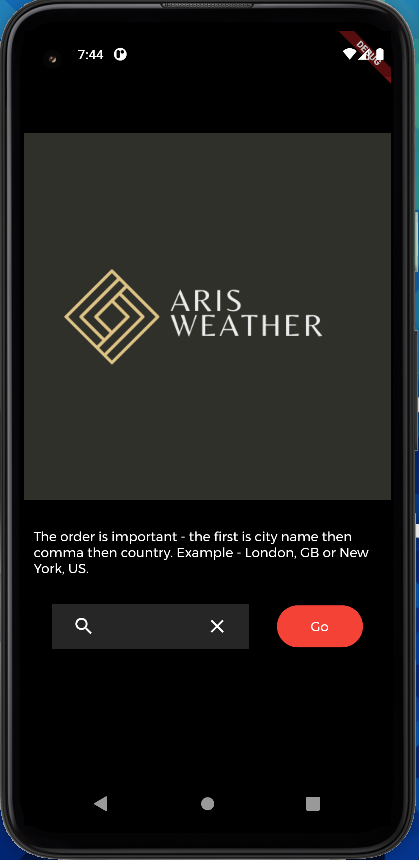 7:44
DEBUG
ARIS
WEATHER
The order is important - the first is city name then
comma then country. Example - London, GB or New
York, US.
Go